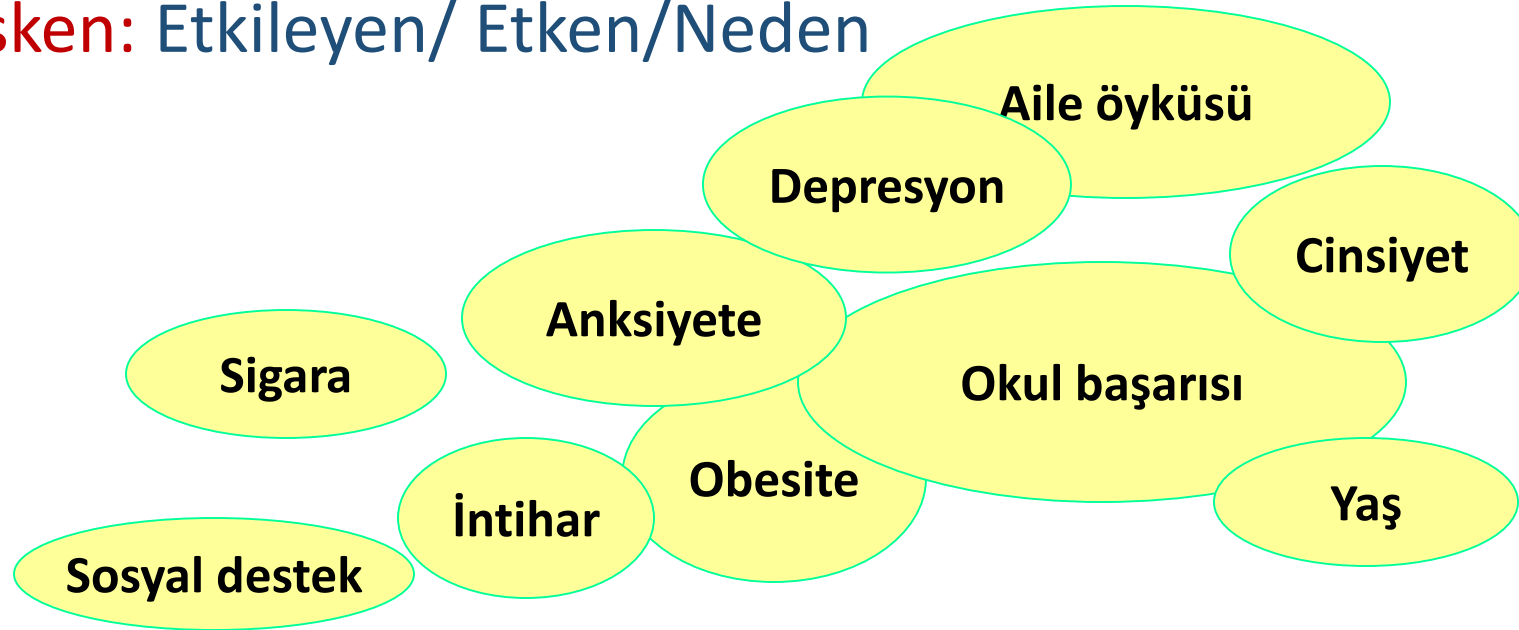 sken: Etkileyen/ Etken/Neden
Aile öyküsü
Depresyon
Cinsiyet
Anksiyete
Sigara
Okul başarısı
Obesite
İntihar
Yaş
Sosyal destek